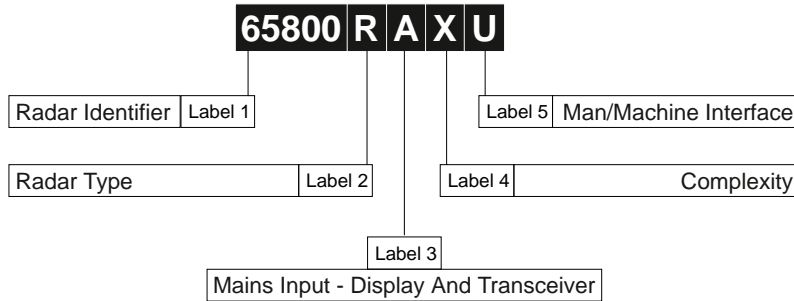 65800 R A X U
Radar Identifier Label 1
Label 5 Man/Machine Interface
Radar Type Label 2
Label 4 Complexity
Label 3
Mains Input - Display And Transceiver